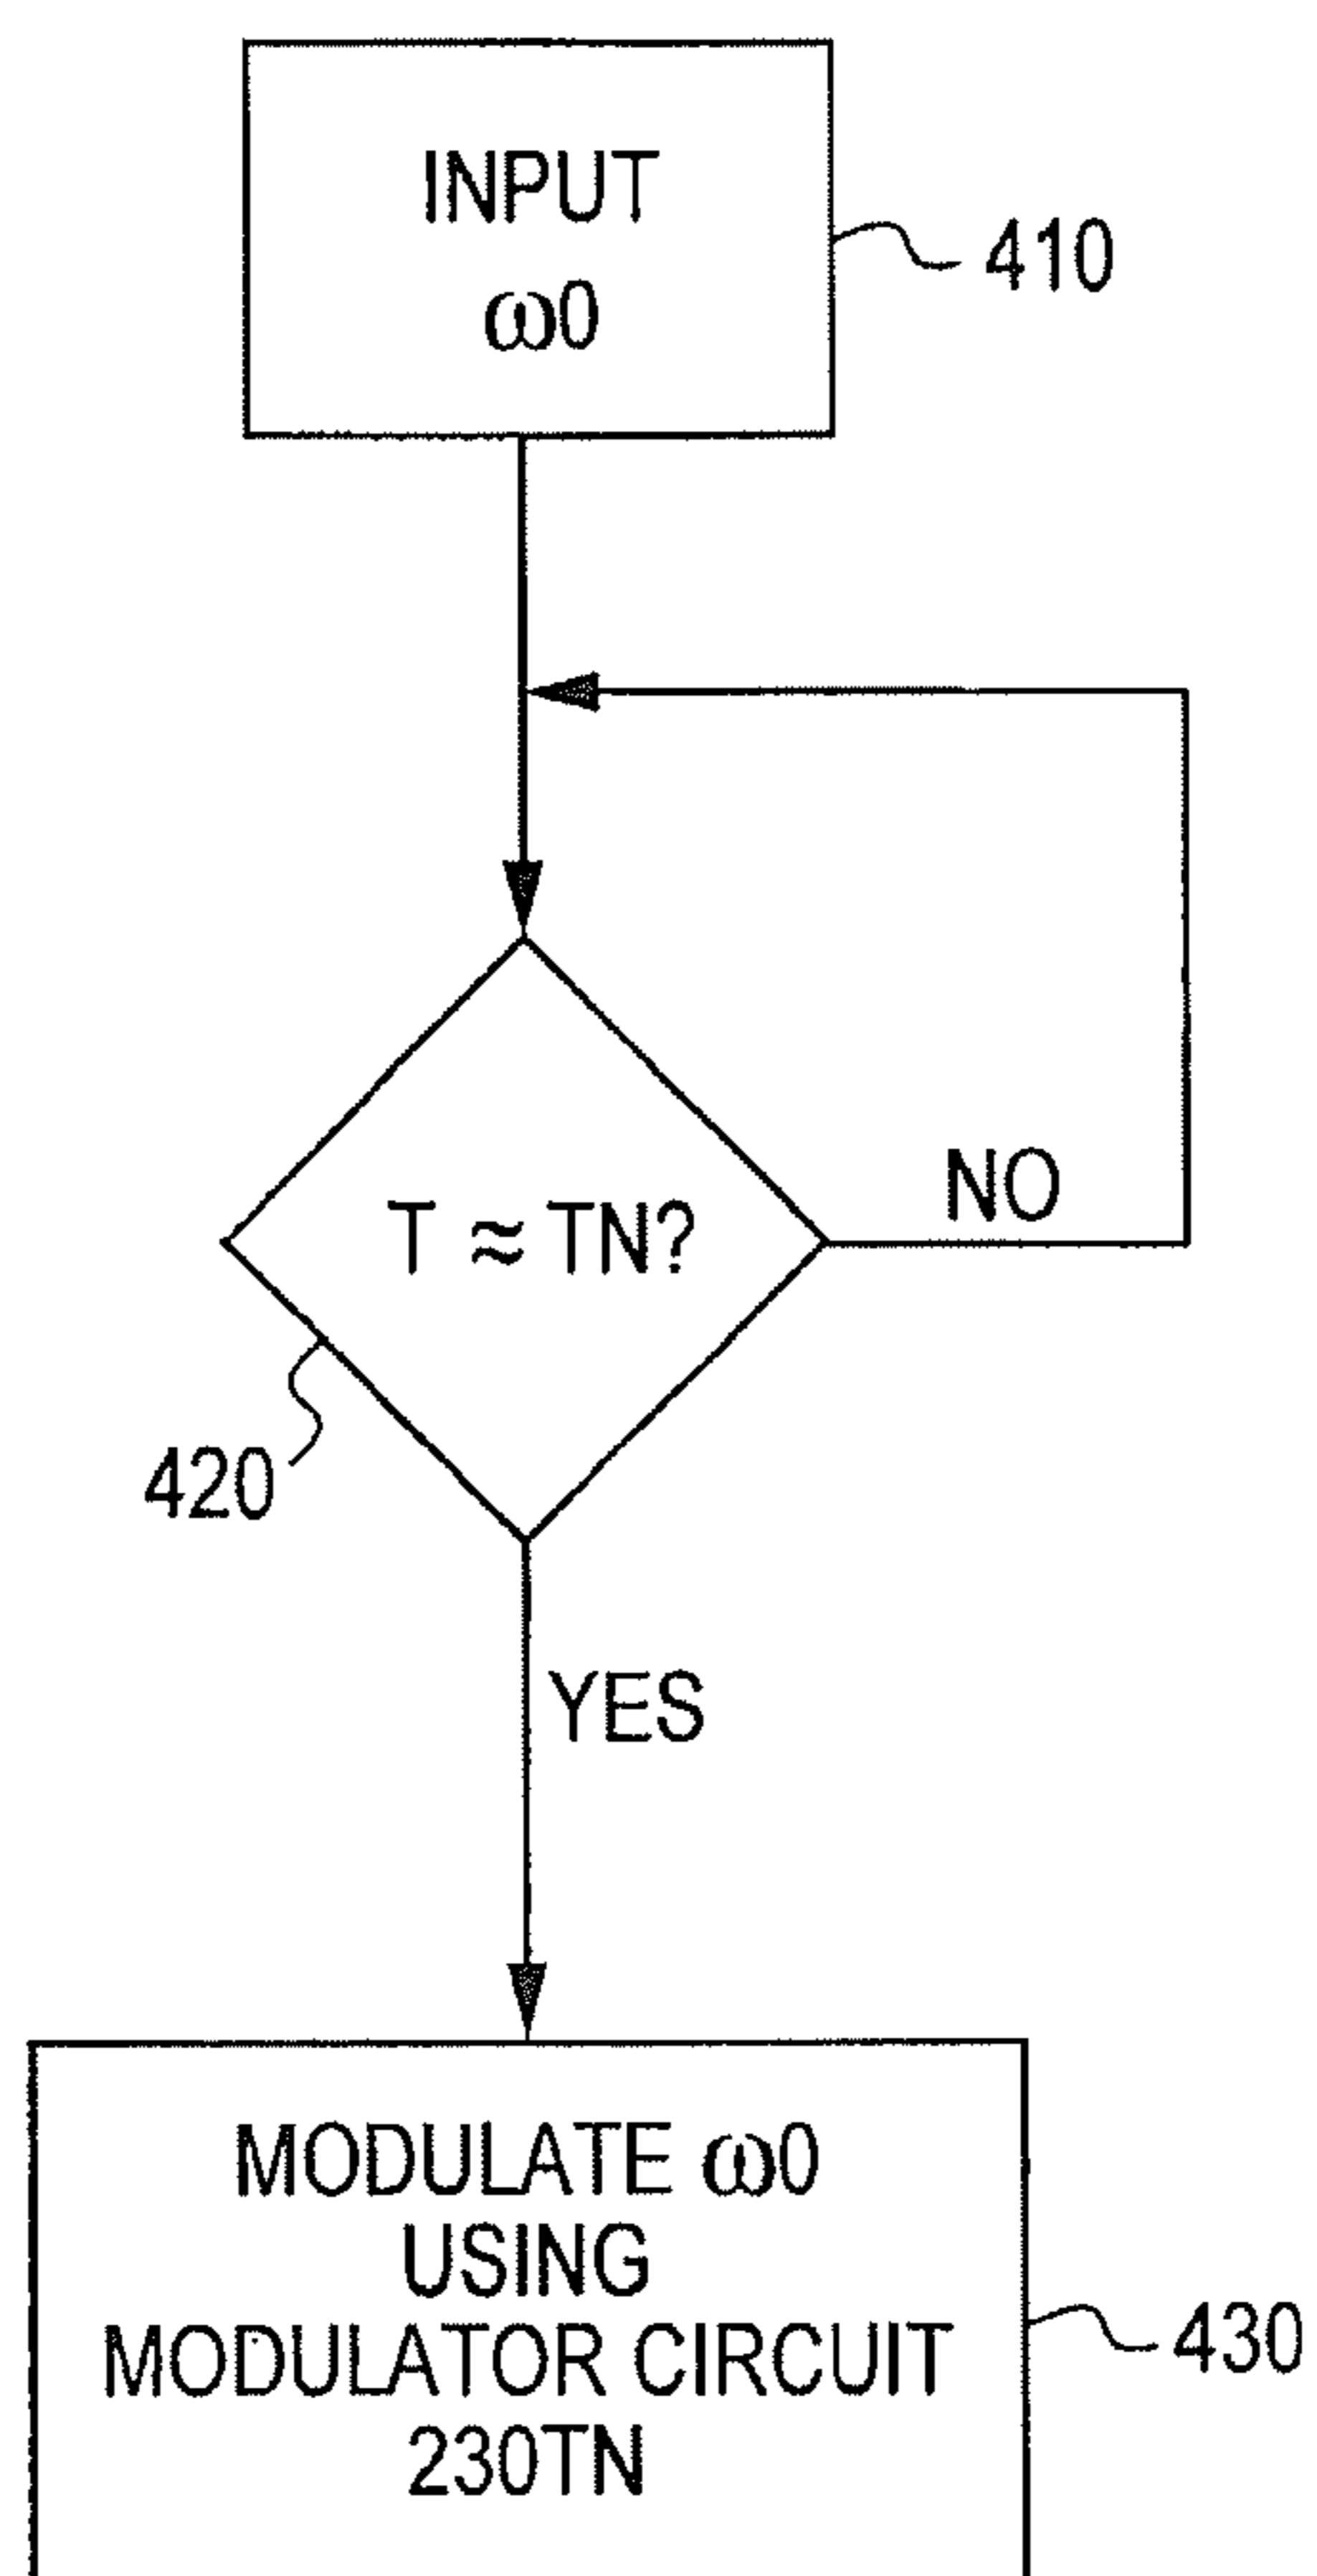 INPUT
ω0
410
T ≈ TN?
NO
420
YES
MODULATE ω0
USING
MODULATOR CIRCUIT
230TN
430